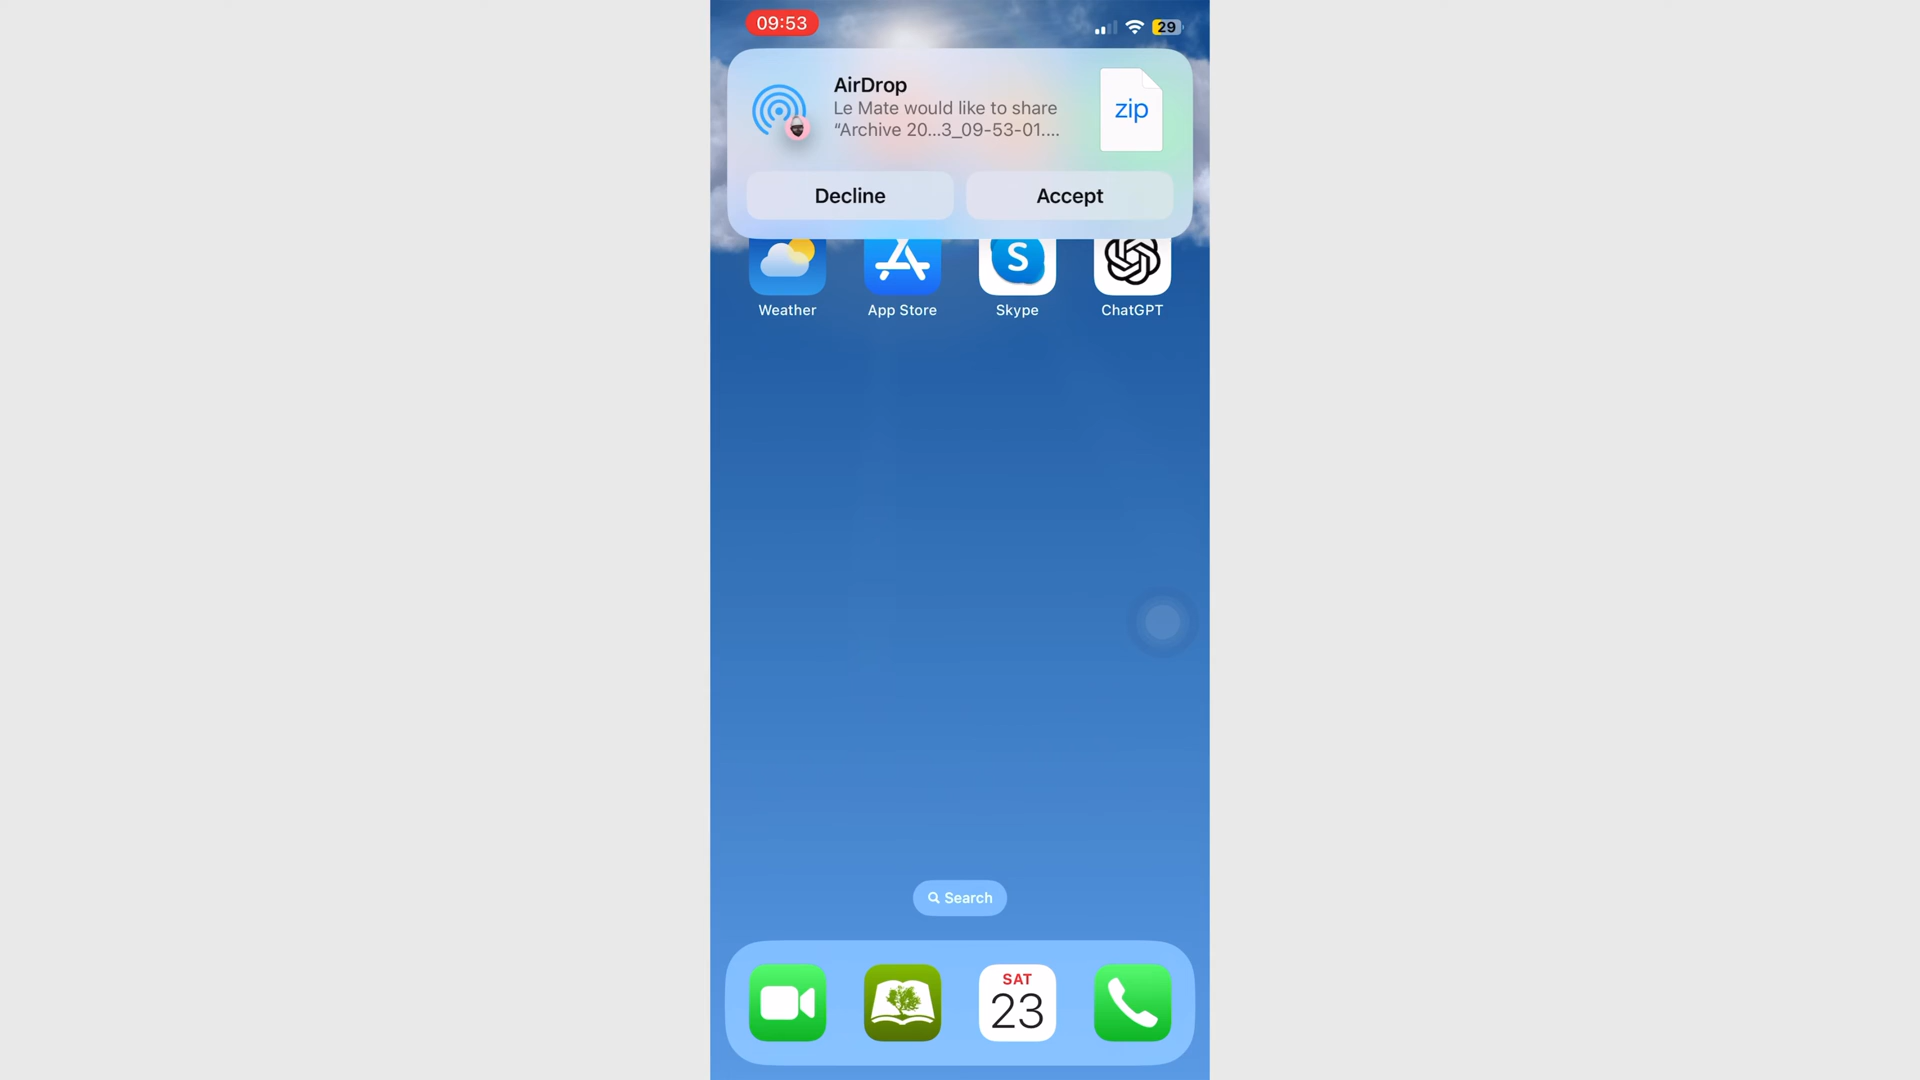 09:53
29
AirDrop
Le Mate would like to share
“Archive 20...3_09-53-01....
zip
Decline
Accept
S
Weather
App Store
Skype
ChatGPT
Search
SAT
23